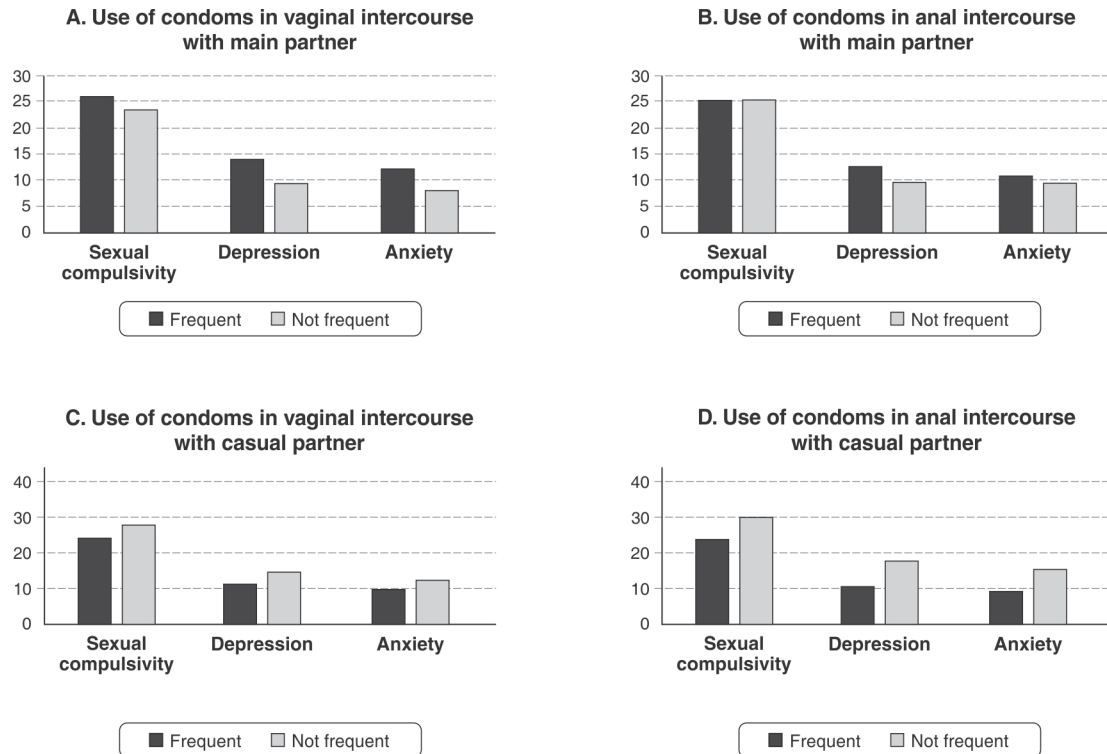 A. Use of condoms in vaginal intercourse
with main partner
30
25
20
15
10
5
0
Sexual
compulsivity
Depression
Anxiety
Frequent
Not frequent
B. Use of condoms in anal intercourse
with main partner
30
25
20
15
10
5
0
Sexual
compulsivity
Depression
Anxiety
Frequent
Not frequent
C. Use of condoms in vaginal intercourse
with casual partner
40
30
20
10
0
Sexual
compulsivity
Depression
Anxiety
Frequent
Not frequent
D. Use of condoms in anal intercourse
with casual partner
40
30
20
10
0
Sexual
compulsivity
Depression
Anxiety
Frequent
Not frequent